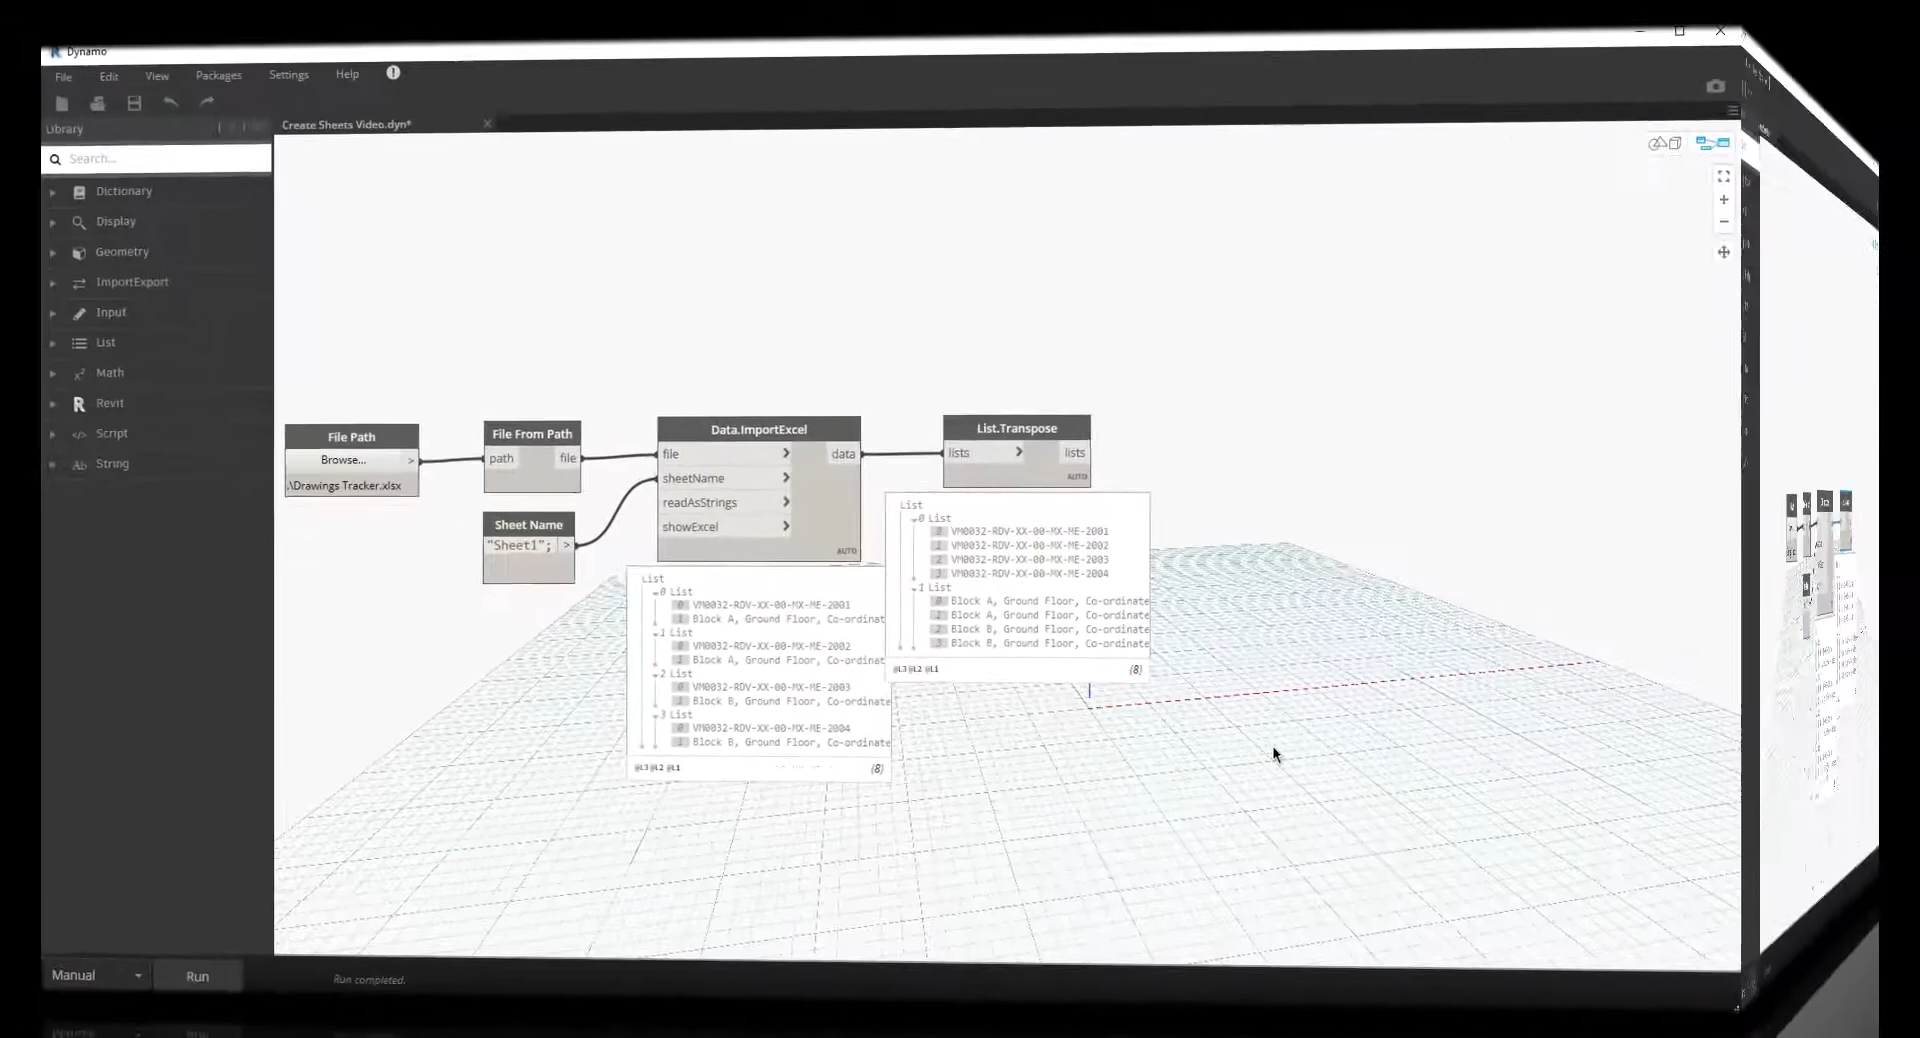 Dynamo
File Edit View Packages Settings Help
Library
Create Sheets Video.dyn*
Search...
Dictionary
Display
Geometry
ImportExport
Input
List
Math
Revit
Script
String
File Path
Browse... >
.\Drawings Tracker.xlsx
File From Path
path file
Sheet Name
"Sheet1"; >
Data.ImportExcel
file > data
sheetName >
readAsStrings >
showExcel >
AUTO
List.Transpose
lists > lists
AUTO
List
0 List
0 VM0032-RDV-XX-00-MX-ME-2001
1 Block A, Ground Floor, Co-ordinat
1 List
0 VM0032-RDV-XX-00-MX-ME-2002
1 Block A, Ground Floor, Co-ordinat
2 List
0 VM0032-RDV-XX-00-MX-ME-2003
1 Block B, Ground Floor, Co-ordinate
3 List
0 VM0032-RDV-XX-00-MX-ME-2004
1 Block B, Ground Floor, Co-ordinate
@L3 @L2 @L1 {8}
List
0 List
0 VM0032-RDV-XX-00-MX-ME-2001
1 VM0032-RDV-XX-00-MX-ME-2002
2 VM0032-RDV-XX-00-MX-ME-2003
3 VM0032-RDV-XX-00-MX-ME-2004
1 List
0 Block A, Ground Floor, Co-ordinate
1 Block A, Ground Floor, Co-ordinate
2 Block B, Ground Floor, Co-ordinate
3 Block B, Ground Floor, Co-ordinate
@L3 @L2 @L1 {8}
Manual Run Run completed.